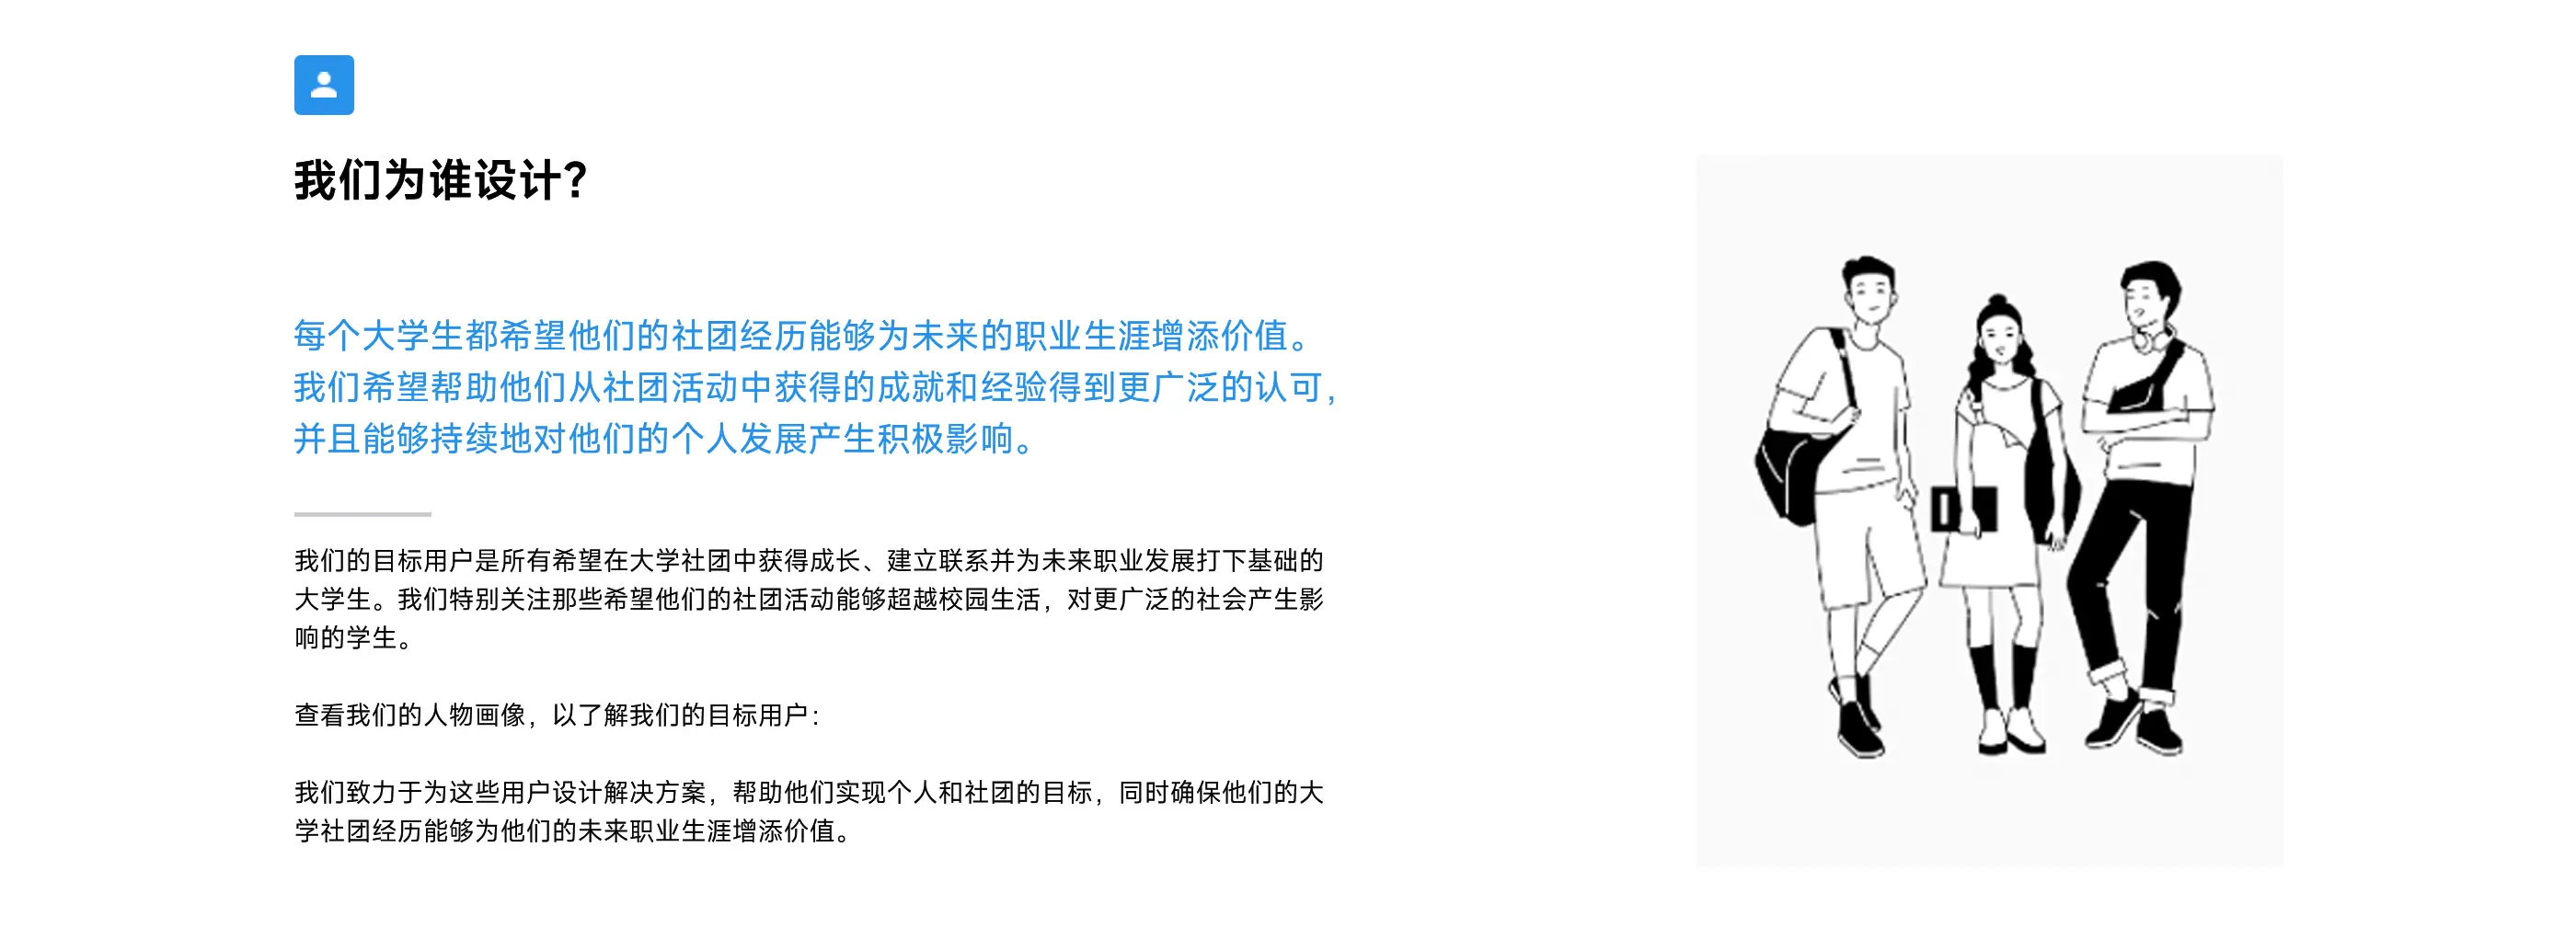 我们为谁设计？
每个大学生都希望他们的社团经历能够为未来的职业生涯增添价值。
我们希望帮助他们从社团活动中获得的成就和经验得到更广泛的认可，
并且能够持续地对他们的个人发展产生积极影响。
我们的目标用户是所有希望在大学社团中获得成长、建立联系并为未来职业发展打下基础的
大学生。我们特别关注那些希望他们的社团活动能够超越校园生活，对更广泛的社会产生影
响的学生。
查看我们的人物画像，以了解我们的目标用户：
我们致力于为这些用户设计解决方案，帮助他们实现个人和社团的目标，同时确保他们的大
学社团经历能够为他们的未来职业生涯增添价值。